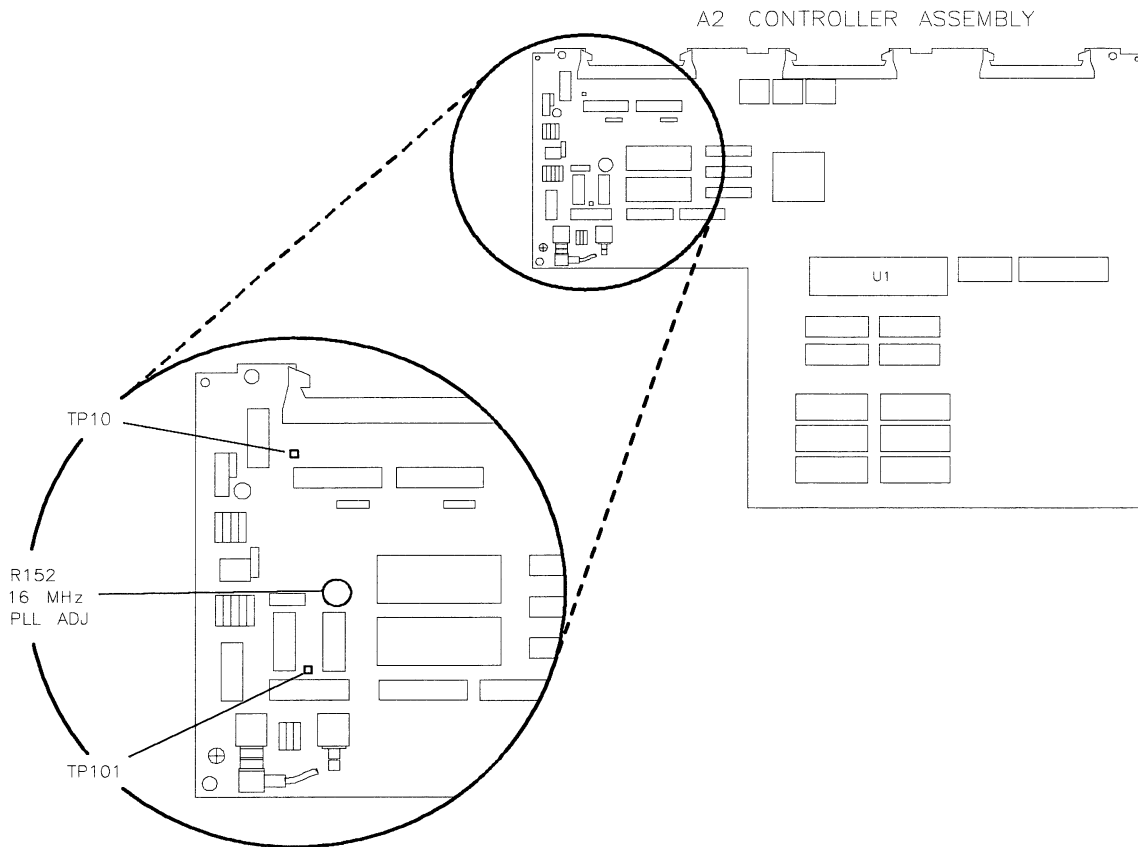 A2 CONTROLLER ASSEMBLY
U1
TP10
R152
16 MHz
PLL ADJ
TP101